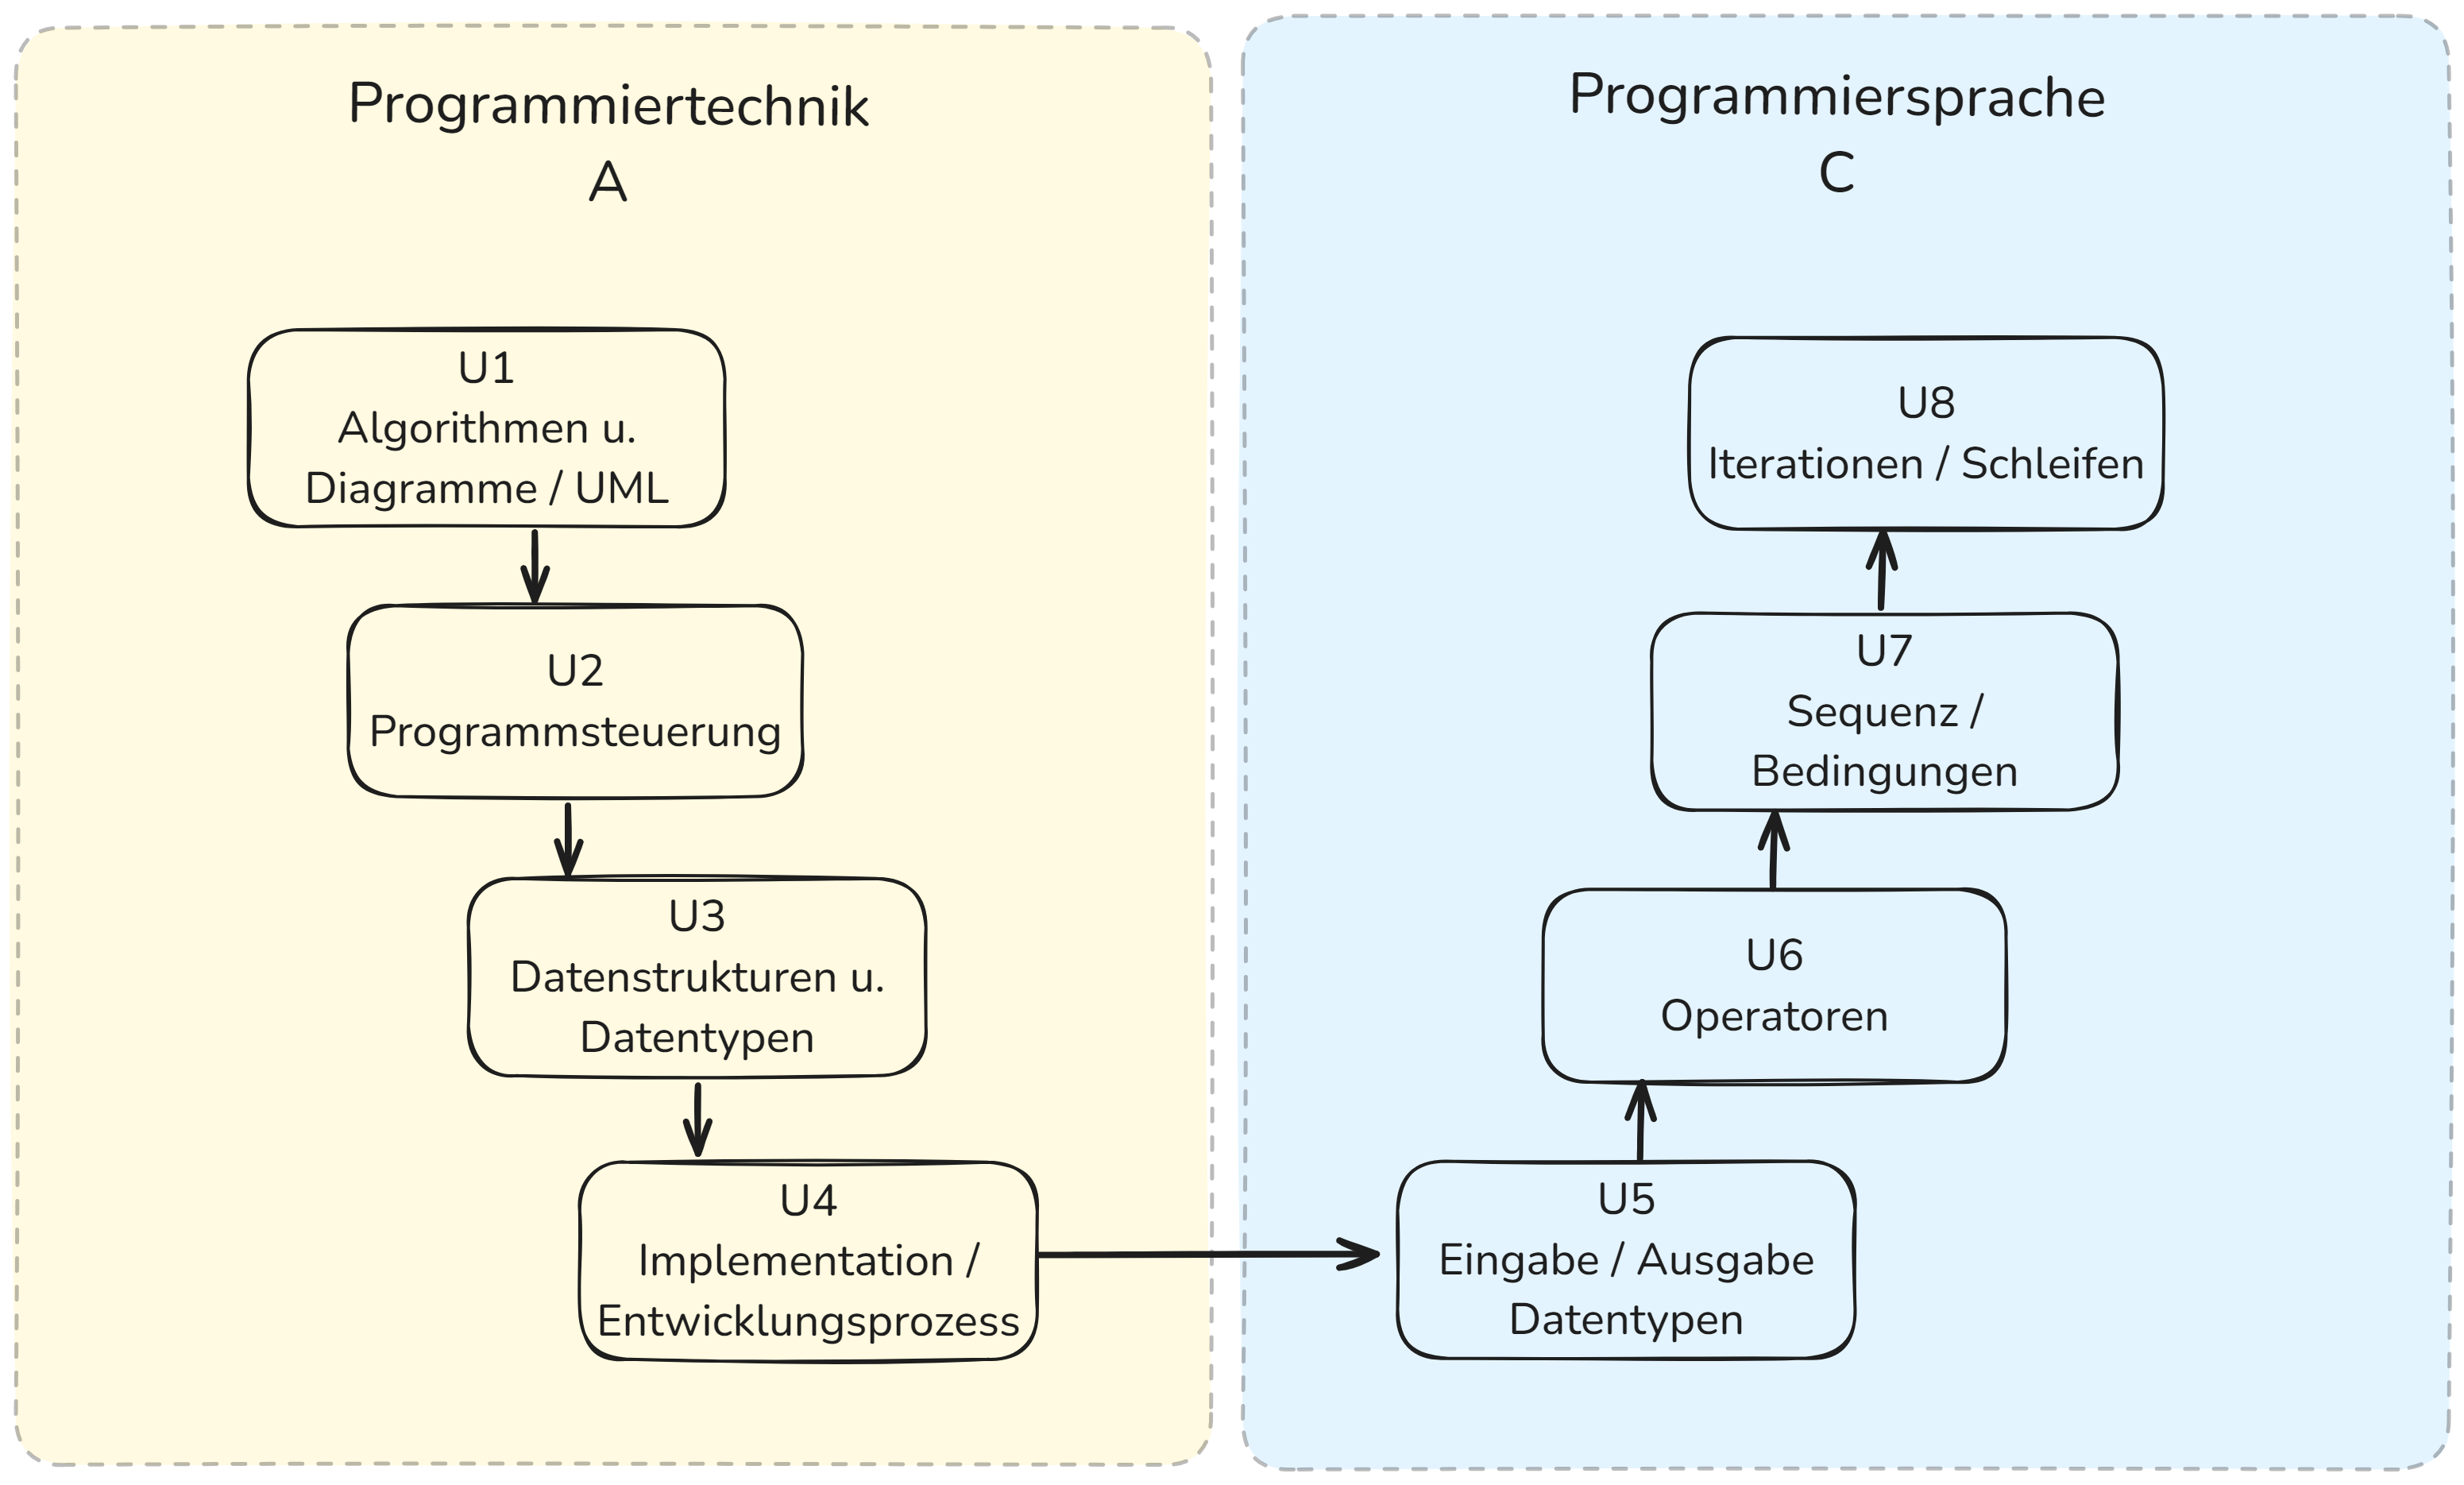 Programmiertechnik
A
U1
Algorithmen u.
Diagramme / UML
U2
Programmsteuerung
U3
Datenstrukturen u.
Datentypen
U4
Implementation /
Entwicklungsprozess
Programmiersprache
C
U8
Iterationen / Schleifen
U7
Sequenz /
Bedingungen
U6
Operatoren
U5
Eingabe / Ausgabe
Datentypen